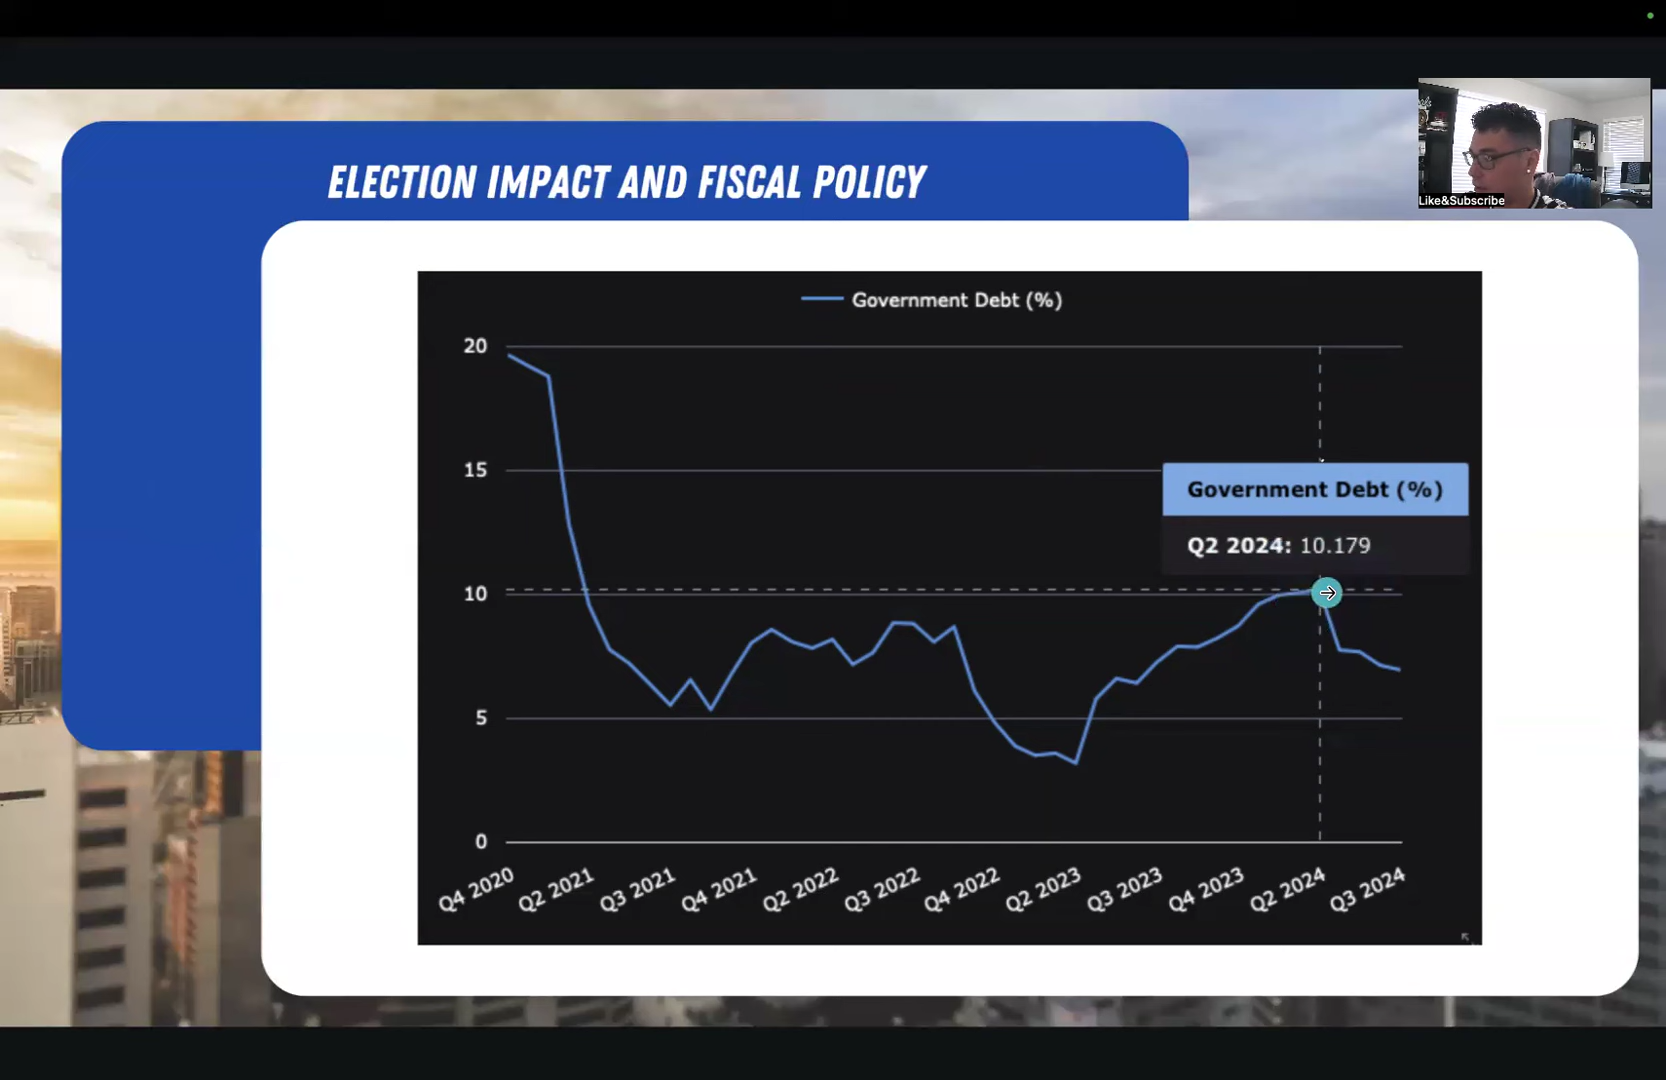 Like&Subscribe
ELECTION IMPACT AND FISCAL POLICY
Government Debt (%)
20
15
10
5
0
Government Debt (%)
Q2 2024: 10.179
Q4 2020
Q2 2021
Q3 2021
Q4 2021
Q2 2022
Q3 2022
Q4 2022
Q2 2023
Q3 2023
Q4 2023
Q2 2024
Q3 2024